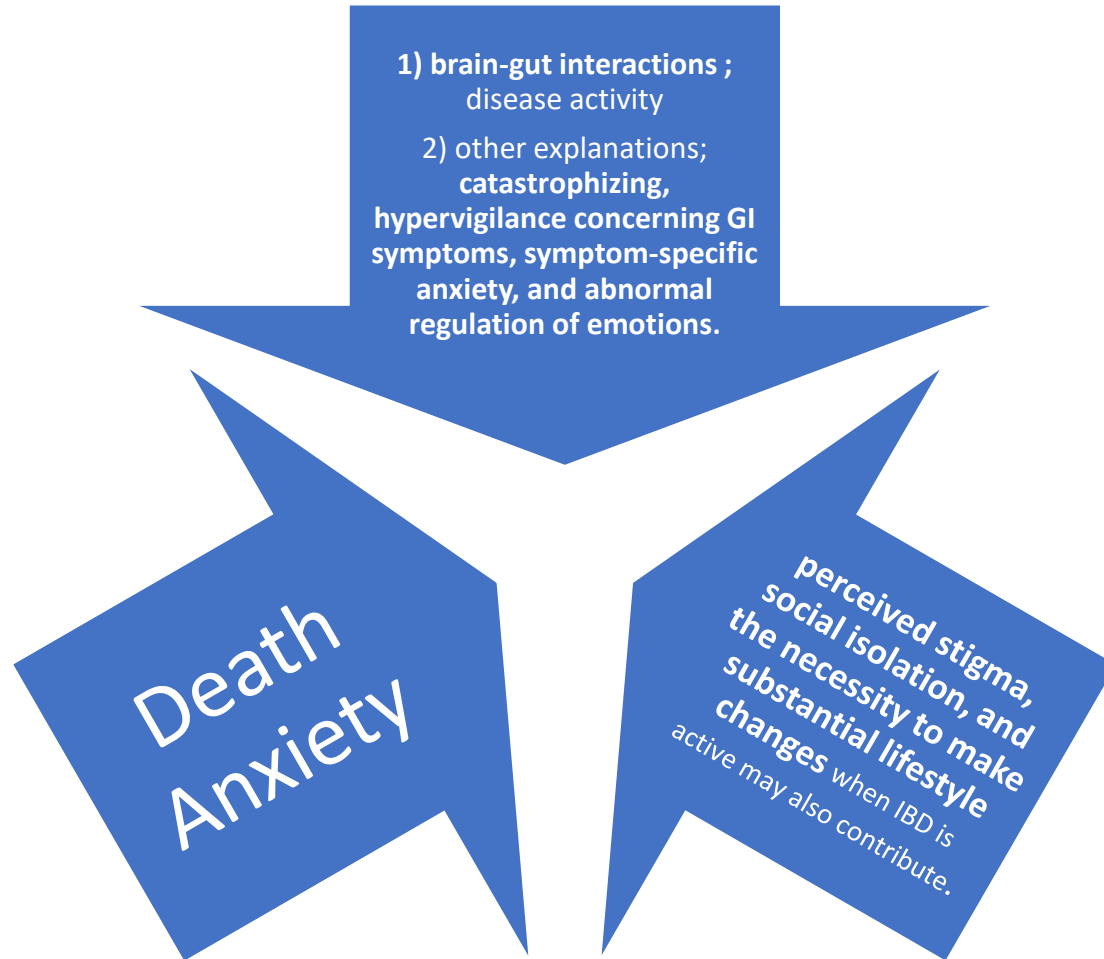 1) brain-gut interactions ;
disease activity
2) other explanations;
catastrophizing,
hypervigilance concerning GI
symptoms, symptom-specific
anxiety, and abnormal
regulation of emotions.
Death
Anxiety
perceived stigma,
social isolation, and
the necessity to make
substantial lifestyle
changes when IBD is
active may also contribute.